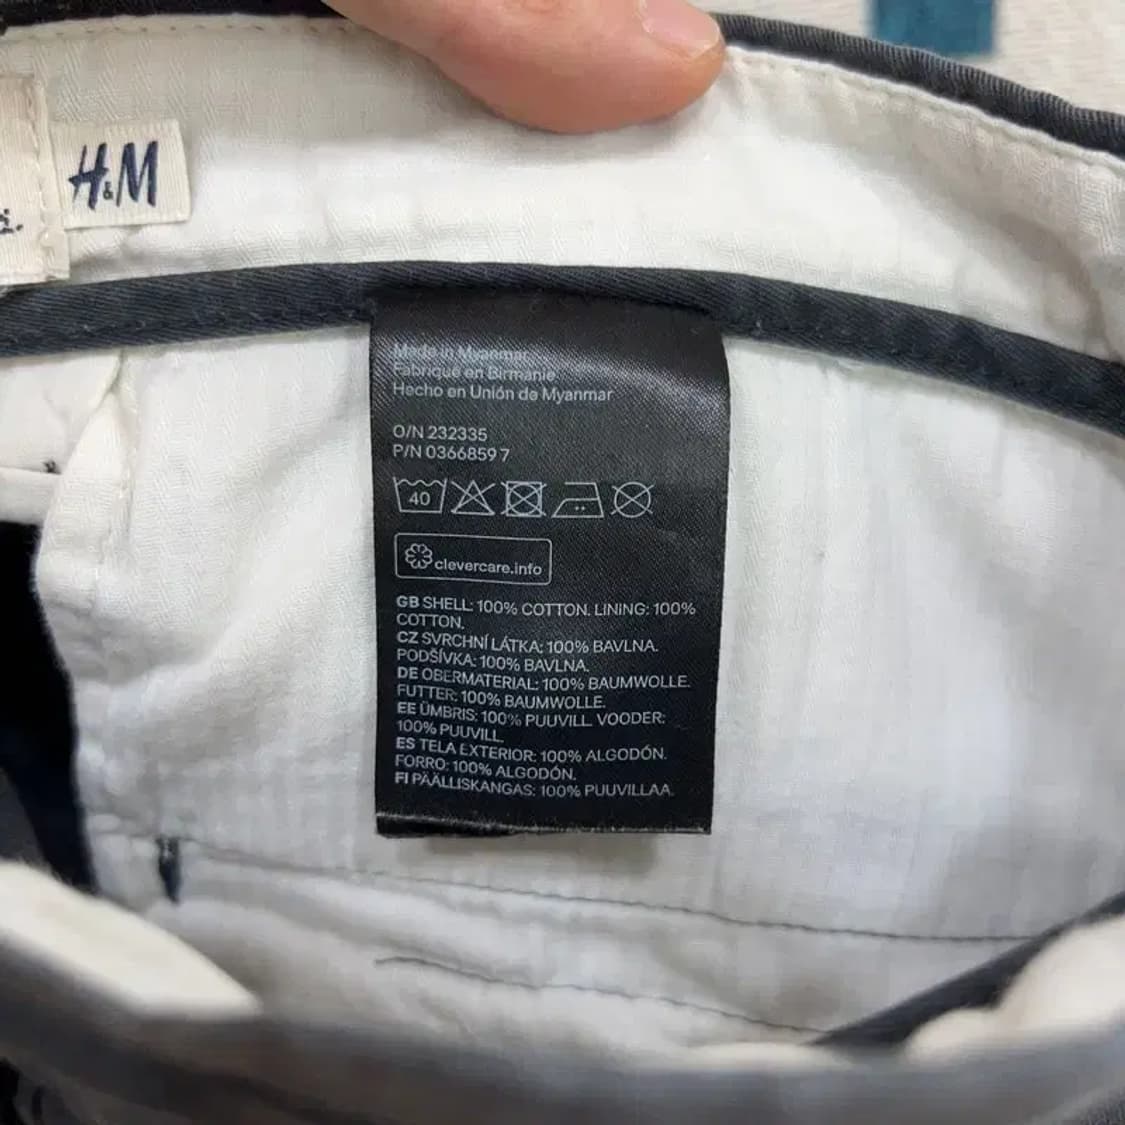 H&M
i.
Made in Myanmar
Fabriqué en Birmanie
Hecho en Unión de Myanmar
O/N 232335
P/N 0366859 7
40
clevercare.info
GB SHELL: 100% COTTON. LINING: 100%
COTTON.
CZ SVRCHNÍ LÁTKA: 100% BAVLNA.
PODŠÍVKA: 100% BAVLNA.
DE OBERMATERIAL: 100% BAUMWOLLE.
FUTTER: 100% BAUMWOLLE.
EE ÜMBRIS: 100% PUUVILL. VOODER:
100% PUUVILL.
ES TELA EXTERIOR: 100% ALGODÓN.
FORRO: 100% ALGODÓN.
FI PÄÄLLISKANGAS: 100% PUUVILLAA.